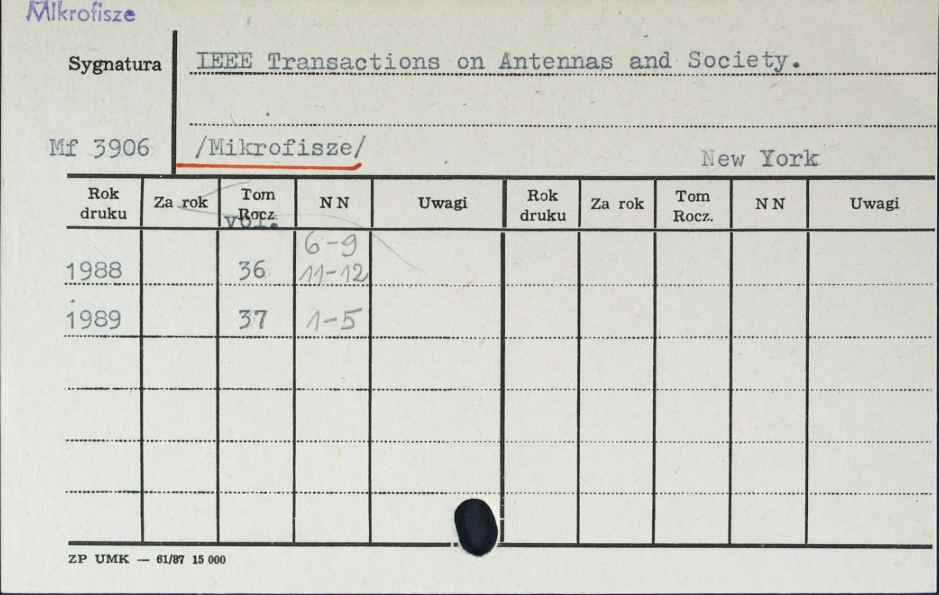 Mikrofisze
Sygnatura IEEE Transactions on Antennas and Society.
Mf 3906 /Mikrofisze/ New York
Rok druku Za rok Tom Rocz. N N Uwagi Rok druku Za rok Tom Rocz. N N Uwagi
vol.
6-9
1988 36 11-12
1989 37 1-5
ZP UMK — 61/87 15 000